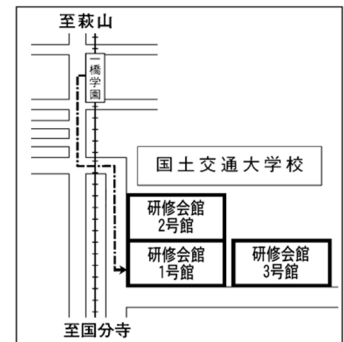 至萩山
一橋学園
国土交通大学校
研修会館
2号館
研修会館
1号館
研修会館
3号館
至国分寺